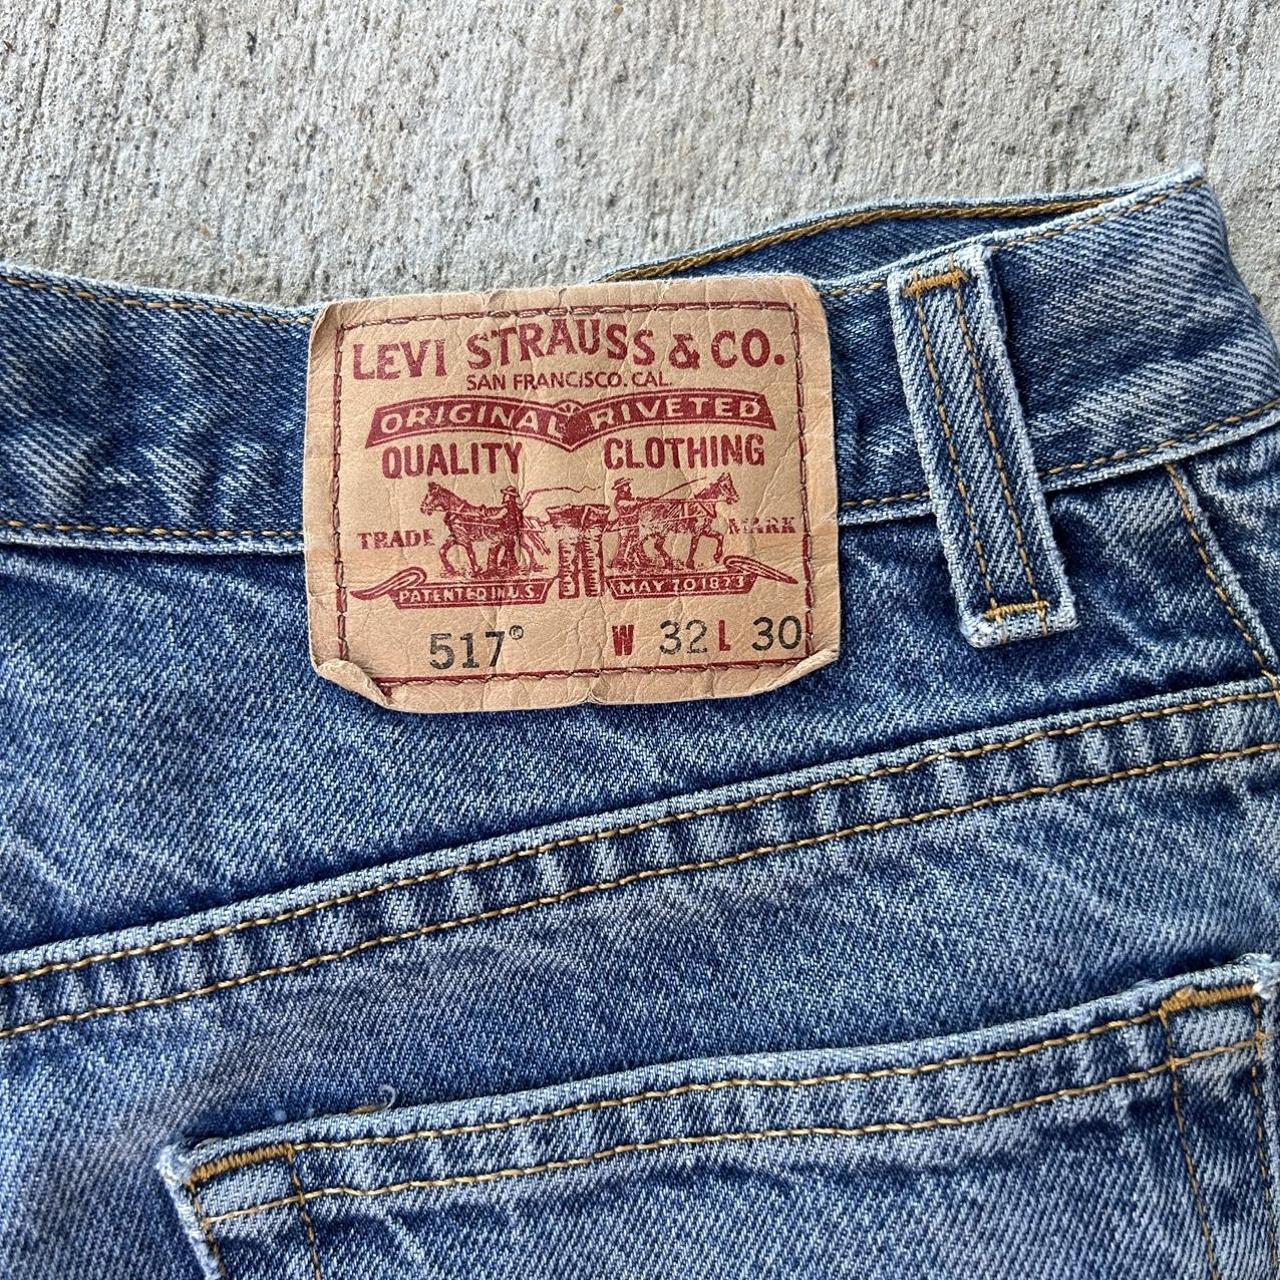 LEVI STRAUSS & CO.
SAN FRANCISCO. CAL.
ORIGINAL RIVETED
QUALITY CLOTHING
TRADE MARK
PATENTED IN U.S. MAY 20 1873
517® W 32 L 30